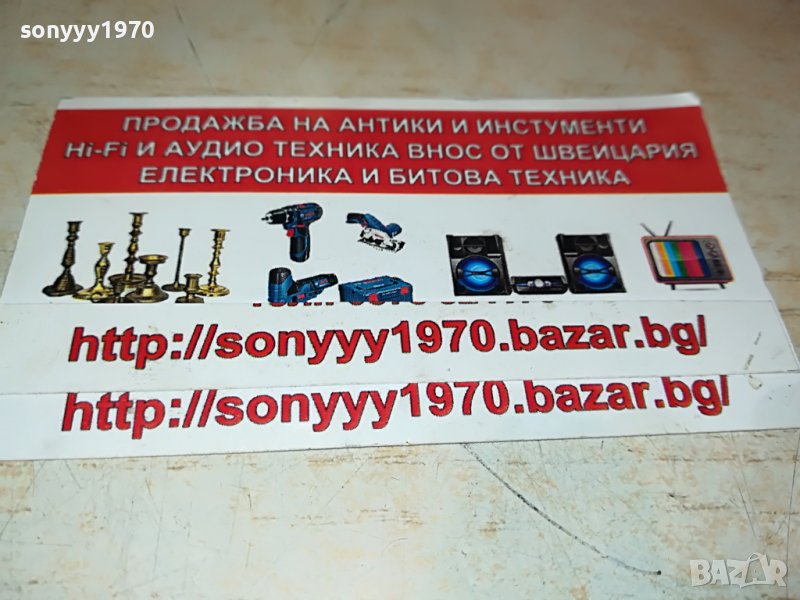 sonyyy1970
ПРОДАЖБА НА АНТИКИ И ИНСТУМЕНТИ
Hi-Fi И АУДИО ТЕХНИКА ВНОС ОТ ШВЕЙЦАРИЯ
ЕЛЕКТРОНИКА И БИТОВА ТЕХНИКА
http://sonyyy1970.bazar.bg/
http://sonyyy1970.bazar.bg/
BAZAR